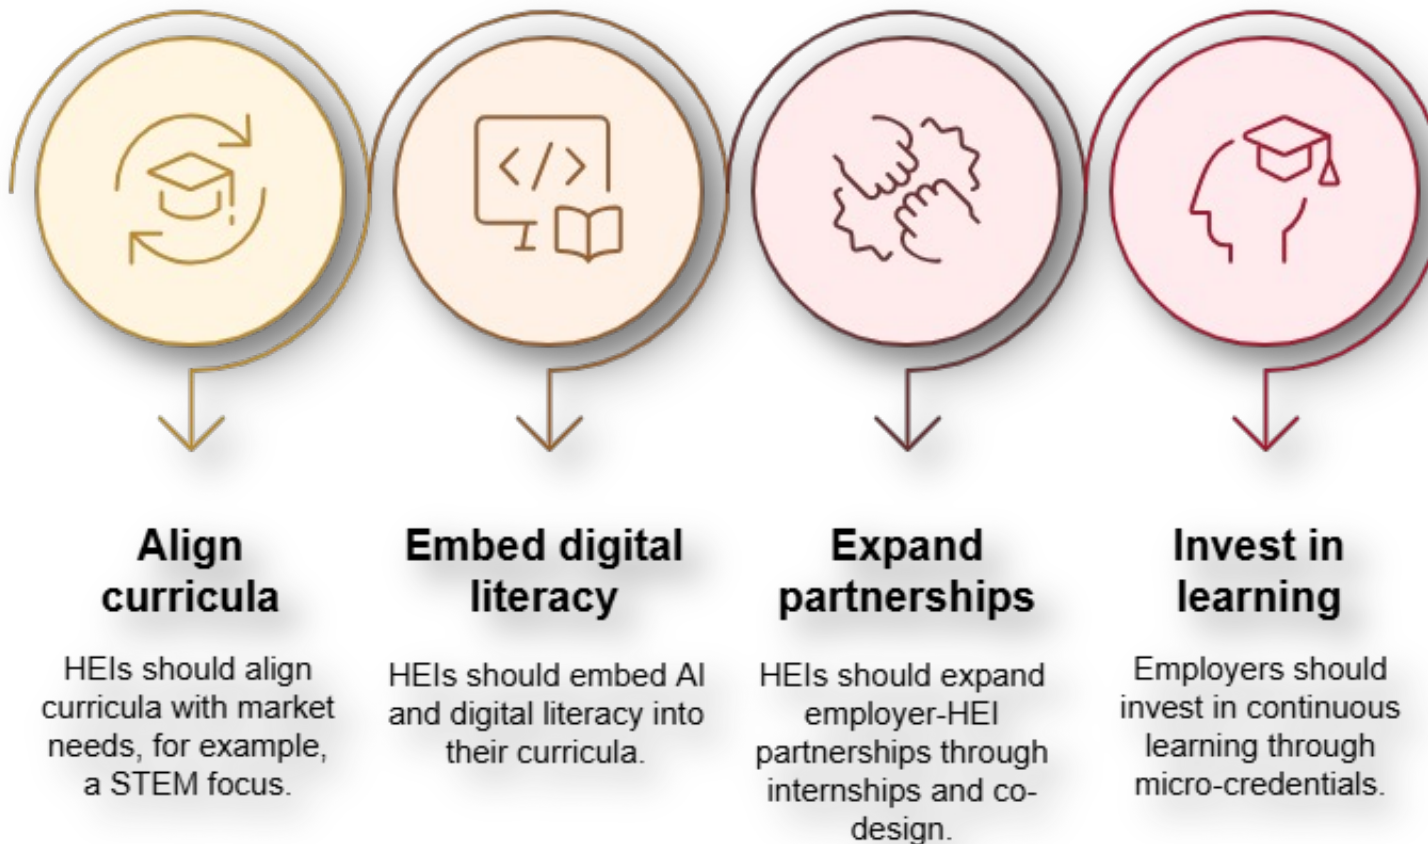 Align
curricula
HEIs should align
curricula with market
needs, for example,
a STEM focus.
Embed digital
literacy
HEIs should embed AI
and digital literacy into
their curricula.
Expand
partnerships
HEIs should expand
employer-HEI
partnerships through
internships and co-
design.
Invest in
learning
Employers should
invest in continuous
learning through
micro-credentials.